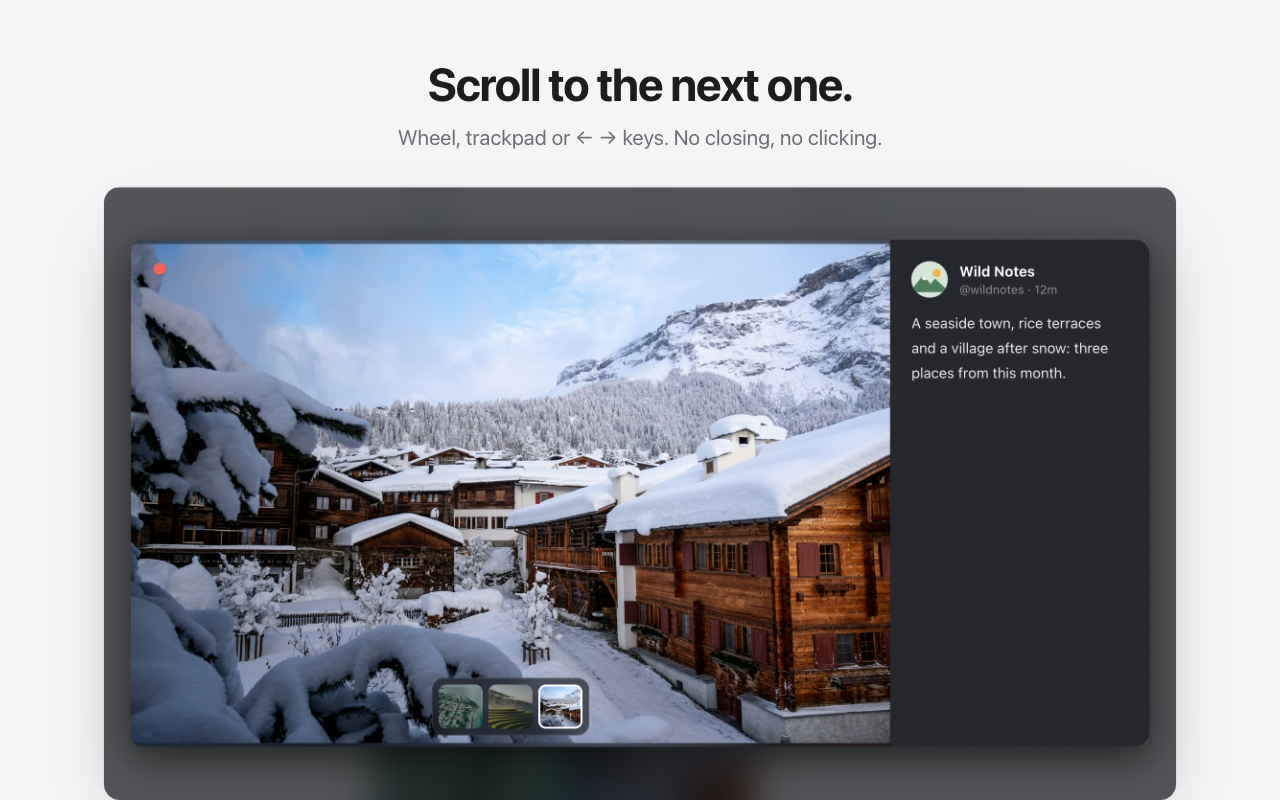 Scroll to the next one.
Wheel, trackpad or ← → keys. No closing, no clicking.
Wild Notes
@wildnotes · 12m
A seaside town, rice terraces
and a village after snow: three
places from this month.